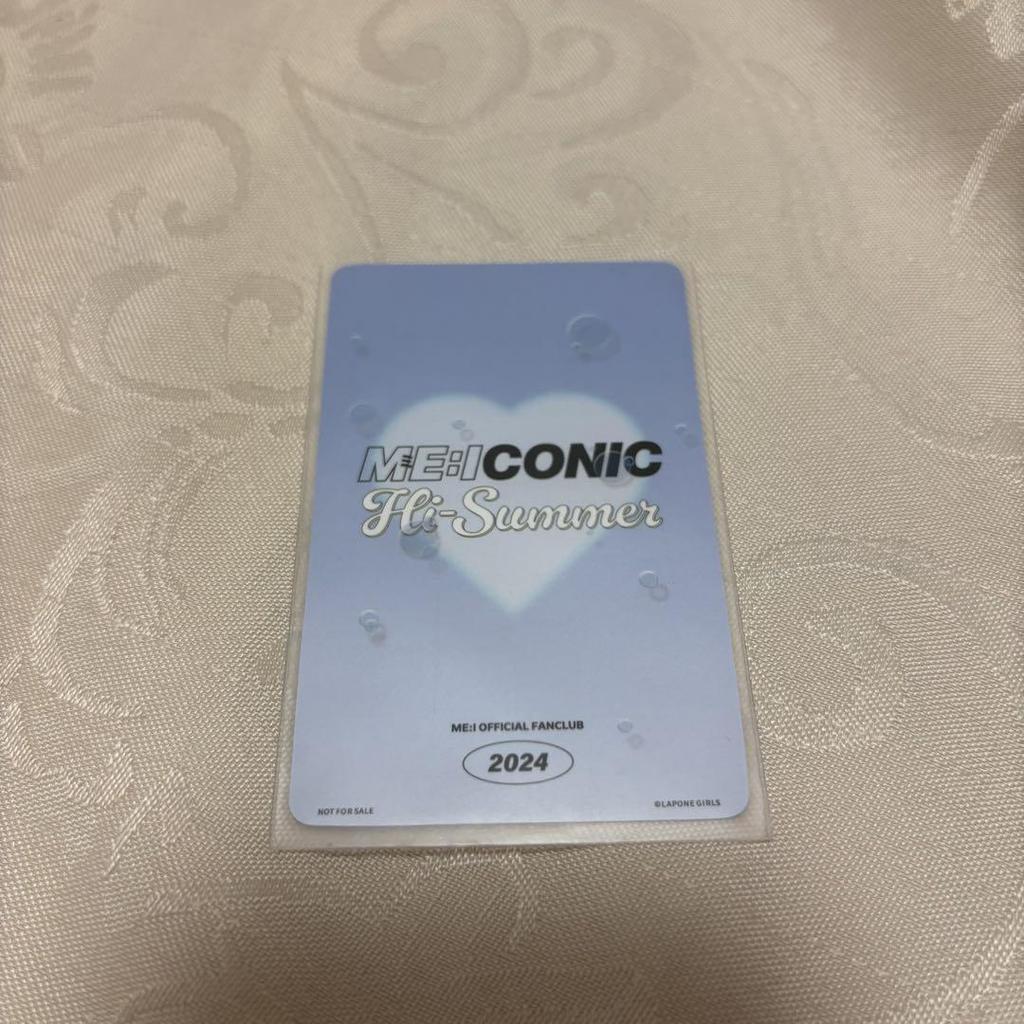 ME:ICONIC
Hi-Summer
ME:I OFFICIAL FANCLUB
2024
NOT FOR SALE
©LAPONE GIRLS